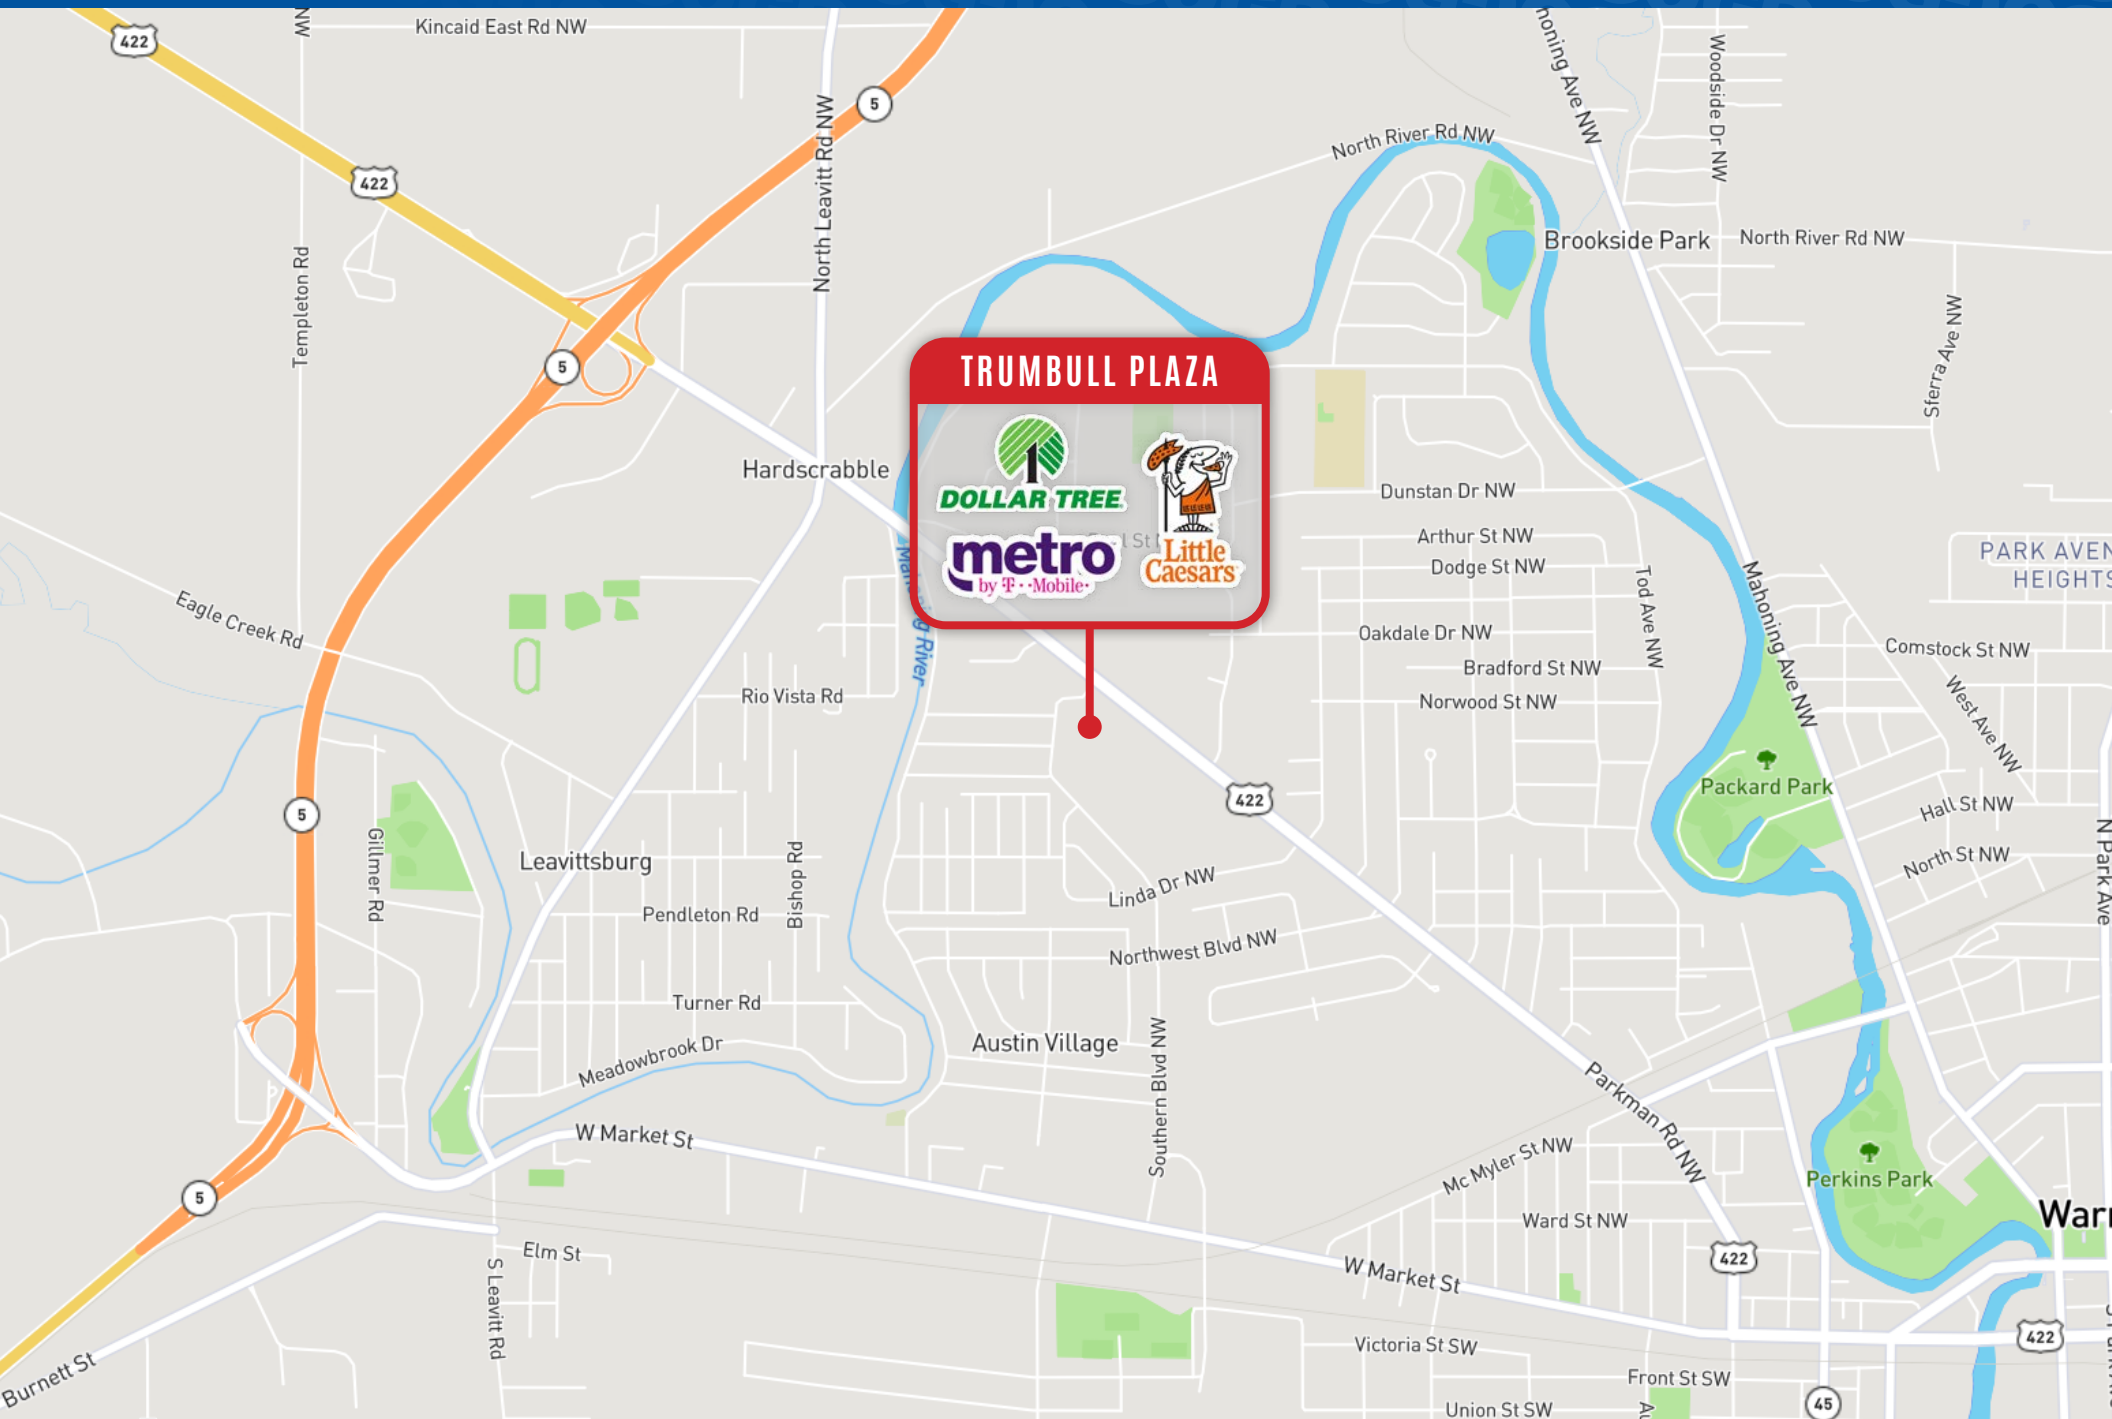 422
NW
Kincaid East Rd NW
5
North Leavitt Rd NW
422
Templeton Rd
5
North River Rd NW
Woodside Dr NW
Brookside Park
North River Rd NW
Sferra Ave NW
TRUMBULL PLAZA
DOLLAR TREE
metro
by T-Mobile
Little
Caesars
Hardscrabble
Dunstan Dr NW
Arthur St NW
Dodge St NW
Tod Ave NW
Mahoning Ave NW
HEIGHTS
Eagle Creek Rd
Oakdale Dr NW
Comstock St NW
Bradford St NW
West Ave NW
Rio Vista Rd
Norwood St NW
River
5
Gillmer Rd
Leavittsburg
Bishop Rd
422
Packard Park
Hall St NW
North St NW
N Park Ave
Linda Dr NW
Pendleton Rd
Northwest Blvd NW
Turner Rd
Meadowbrook Dr
Austin Village
Southern Blvd NW
Parkman Rd NW
W Market St
Mc Myler St NW
Perkins Park
5
Ward St NW
Elm St
S Leavitt Rd
W Market St
422
422
Victoria St SW
Front St SW
Burnett St
Union St SW
45